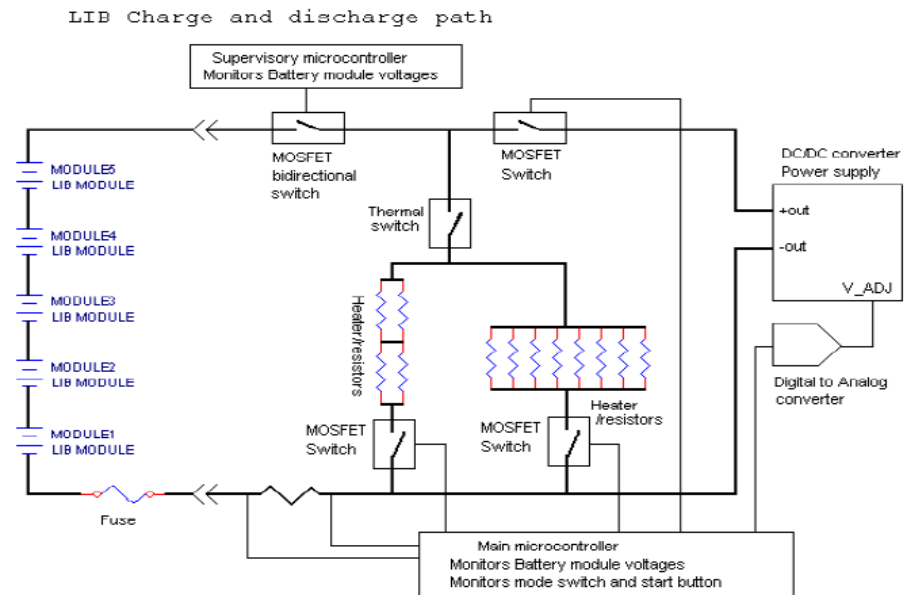 LIB Charge and discharge path
Supervisory microcontroller
Monitors Battery module voltages
MOSFET
bidirectional
switch
MOSFET
Switch
DC/DC converter
Power supply
+out
-out
V_ADJ
MODULE5
LIB MODULE
MODULE4
LIB MODULE
MODULE3
LIB MODULE
MODULE2
LIB MODULE
MODULE1
LIB MODULE
Thermal
switch
Heater/resistors
Heater
/resistors
MOSFET
Switch
MOSFET
Switch
Digital to Analog
converter
Fuse
Main microcontroller
Monitors Battery module voltages
Monitors mode switch and start button